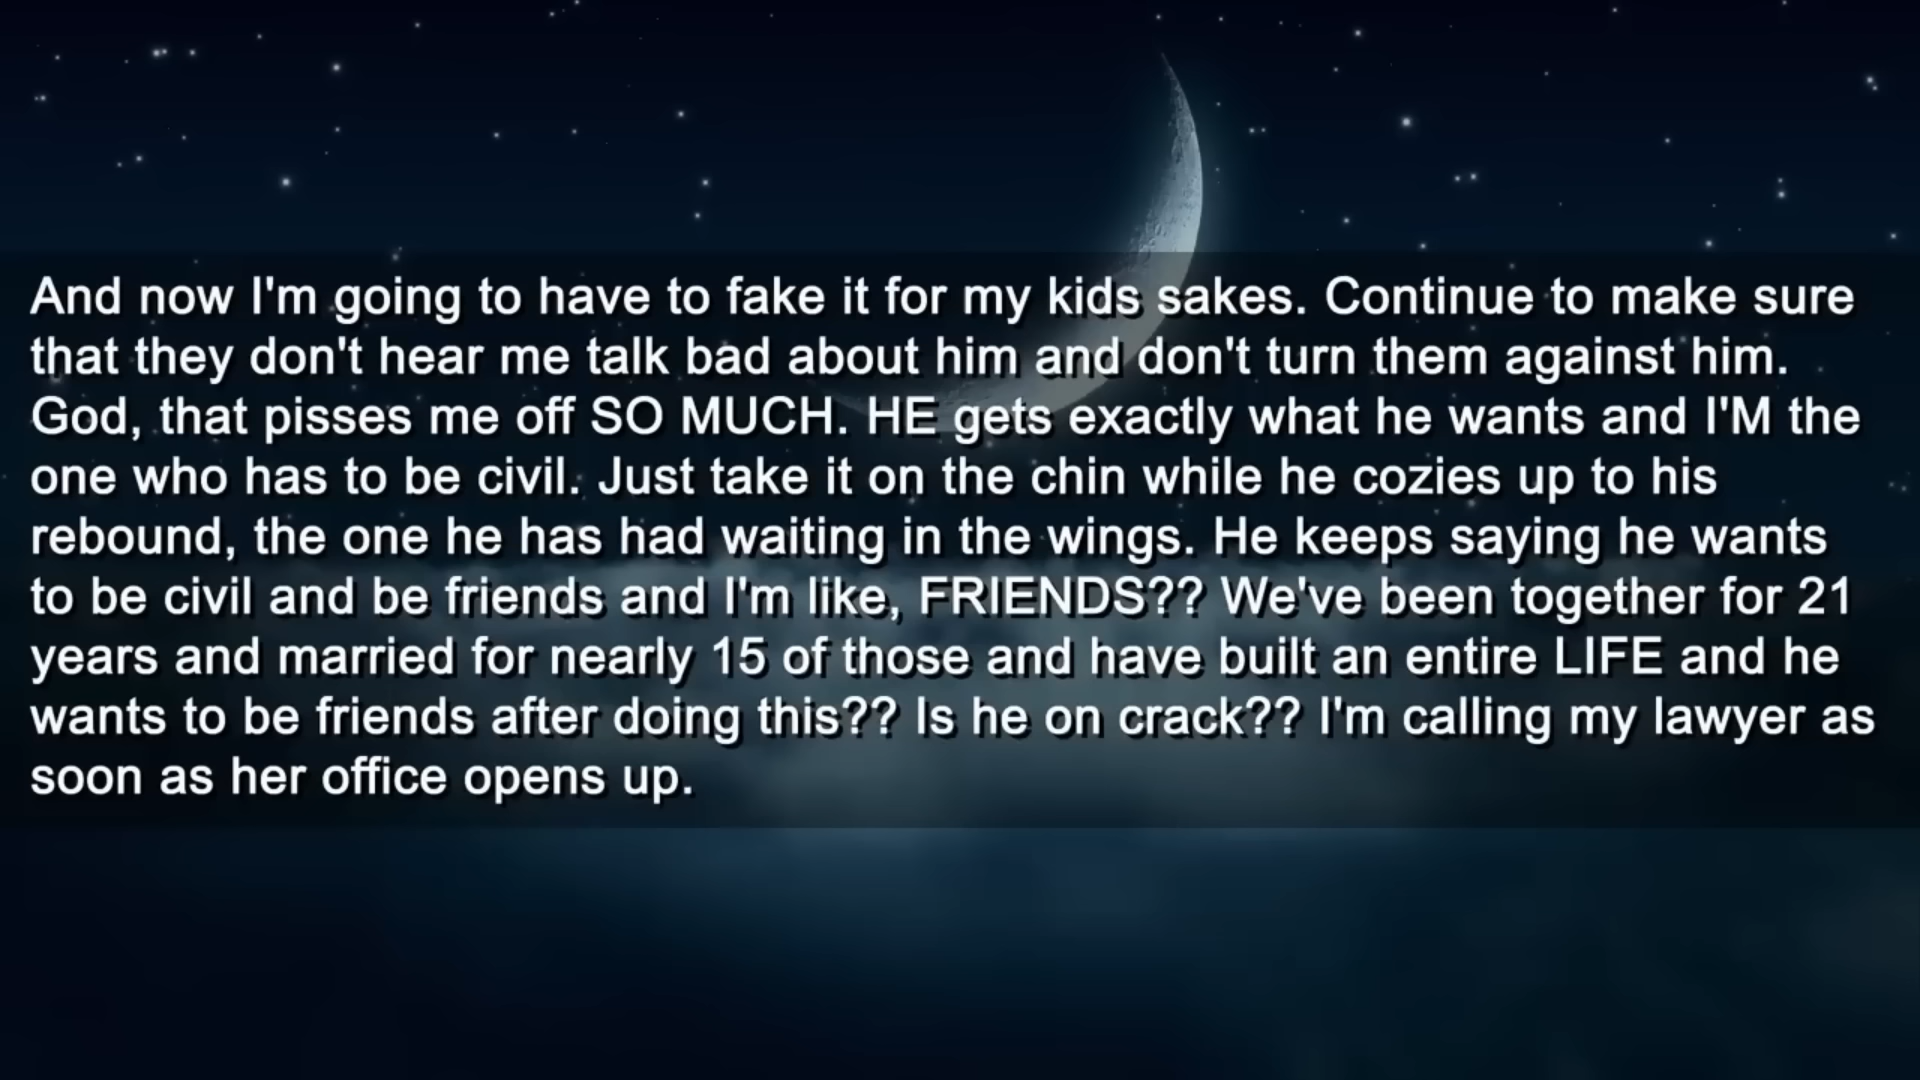 And now I'm going to have to fake it for my kids sakes. Continue to make sure
that they don't hear me talk bad about him and don't turn them against him.
God, that pisses me off SO MUCH. HE gets exactly what he wants and I'M the
one who has to be civil. Just take it on the chin while he cozies up to his
rebound, the one he has had waiting in the wings. He keeps saying he wants
to be civil and be friends and I'm like, FRIENDS?? We've been together for 21
years and married for nearly 15 of those and have built an entire LIFE and he
wants to be friends after doing this?? Is he on crack?? I'm calling my lawyer as
soon as her office opens up.